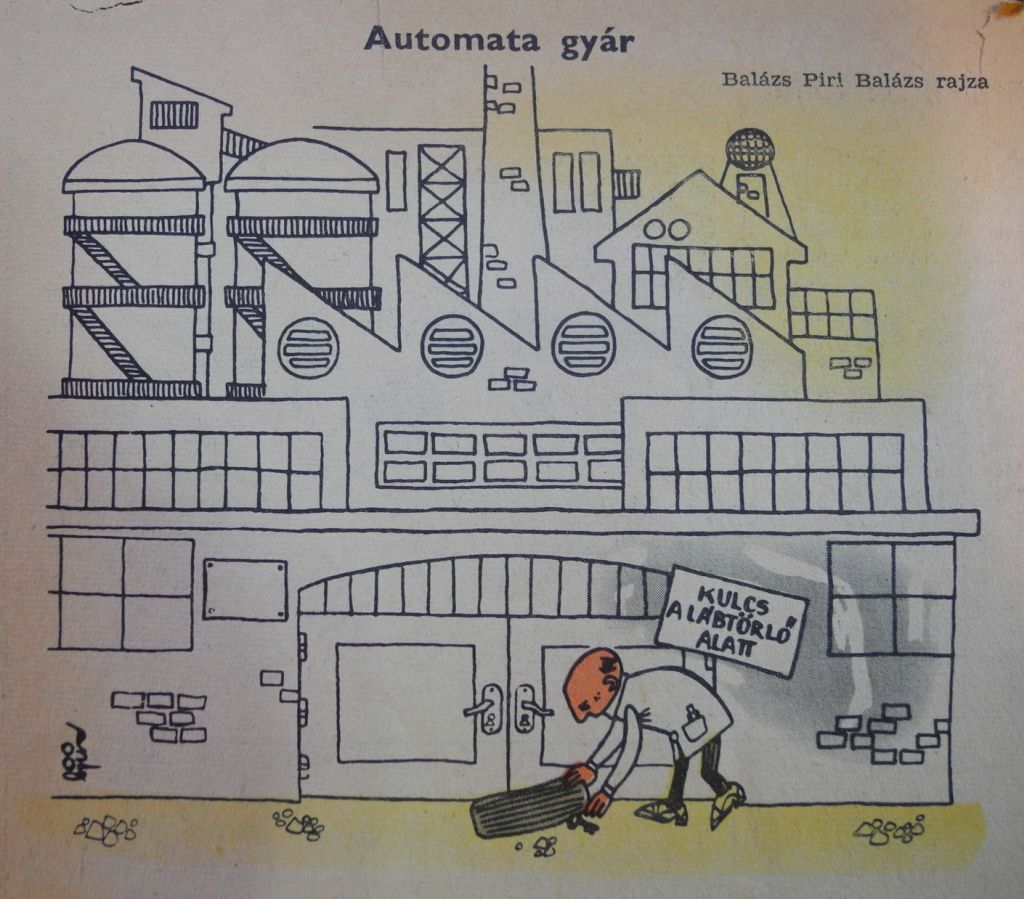 Automata gyár
Balázs Piri Balázs rajza
KULCS
A LÁBTÖRLŐ
ALATT